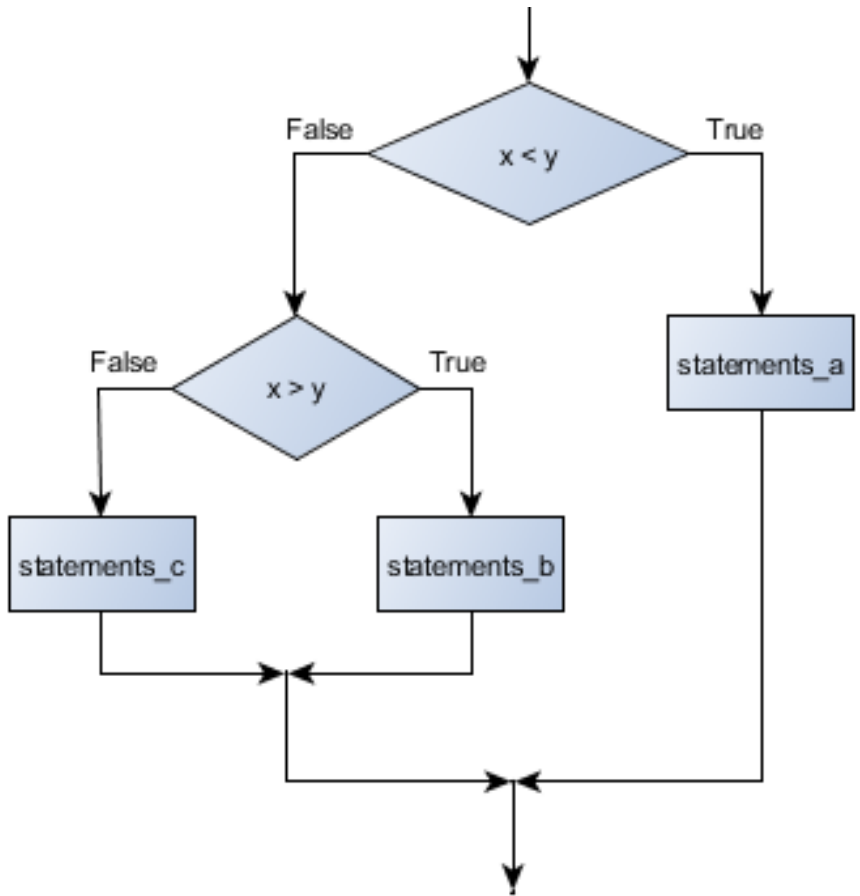 False
True
x < y
False
True
x > y
statements_a
statements_c
statements_b